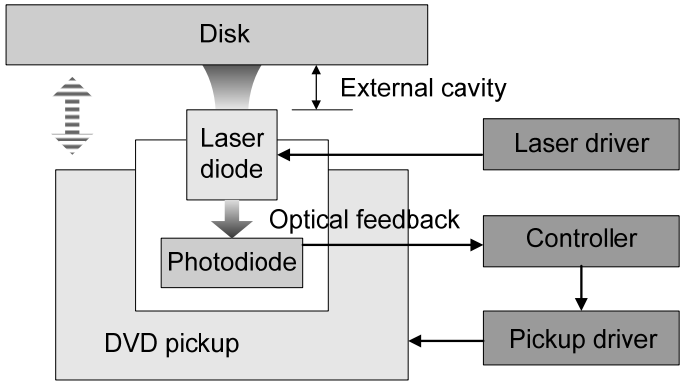 Disk
External cavity
Laser
diode
Laser driver
Optical feedback
Controller
Photodiode
DVD pickup
Pickup driver